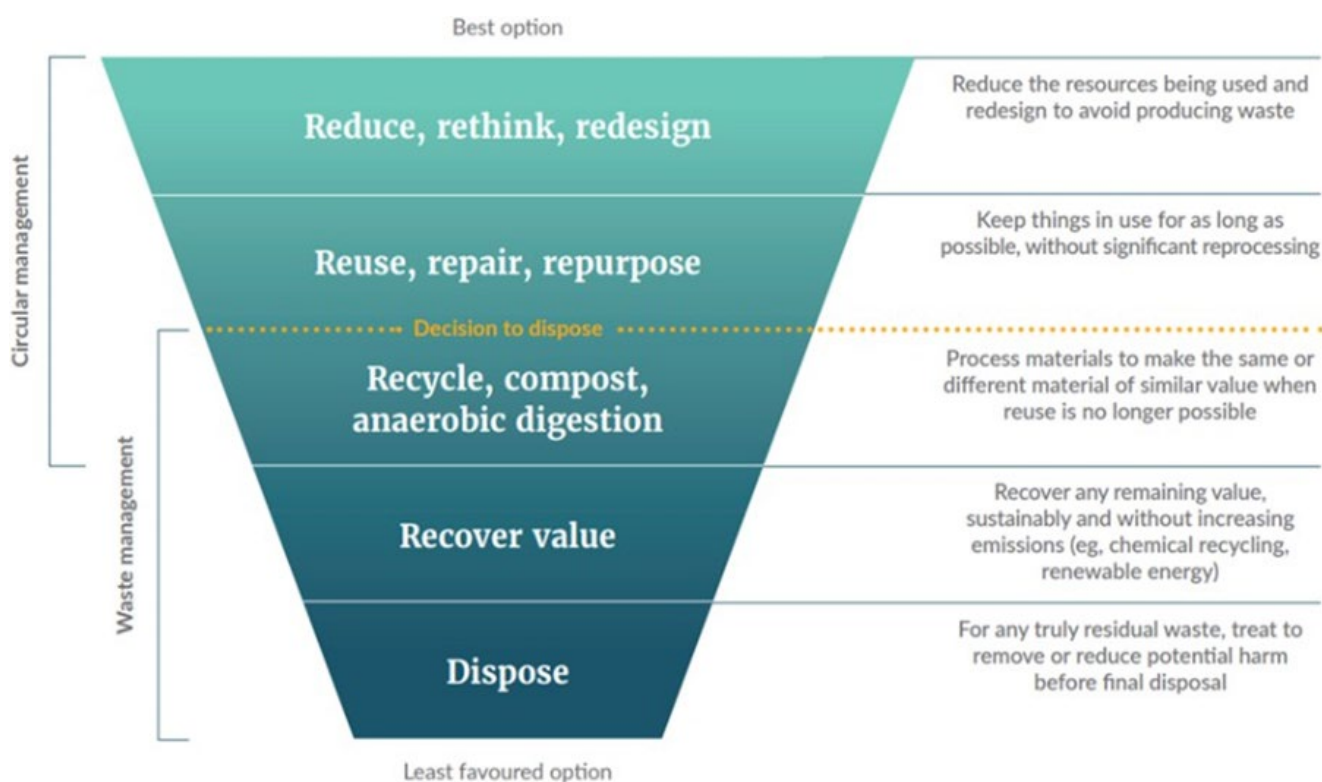 Best option
Reduce, rethink, redesign
Reduce the resources being used and
redesign to avoid producing waste
Reuse, repair, repurpose
Keep things in use for as long as
possible, without significant reprocessing
Circular management
Decision to dispose
Recycle, compost,
anaerobic digestion
Process materials to make the same or
different material of similar value when
reuse is no longer possible
Recover value
Recover any remaining value,
sustainably and without increasing
emissions (eg, chemical recycling,
renewable energy)
Waste management
Dispose
For any truly residual waste, treat to
remove or reduce potential harm
before final disposal
Least favoured option